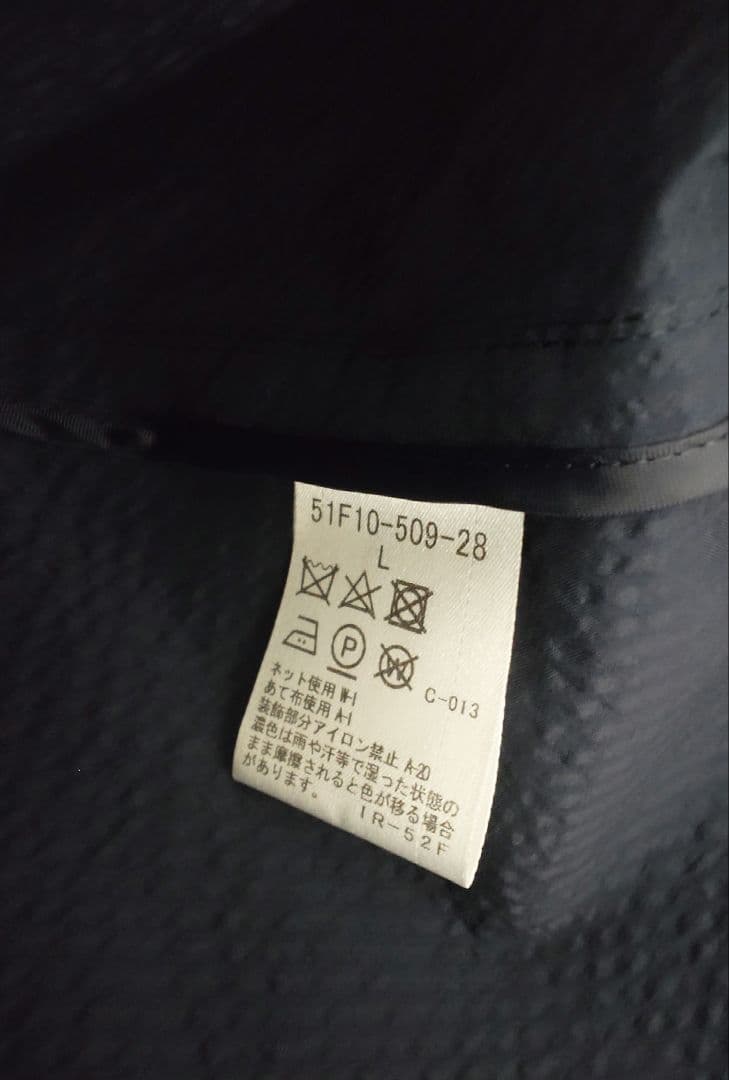 51F10-509-28
L
P W
C-013
ネット使用 W-1
あて布使用 A-1
装飾部分アイロン禁止 A-20
濃色は雨や汗等で湿った状態の
まま摩擦されると色が移る場合
があります。
IR-52F